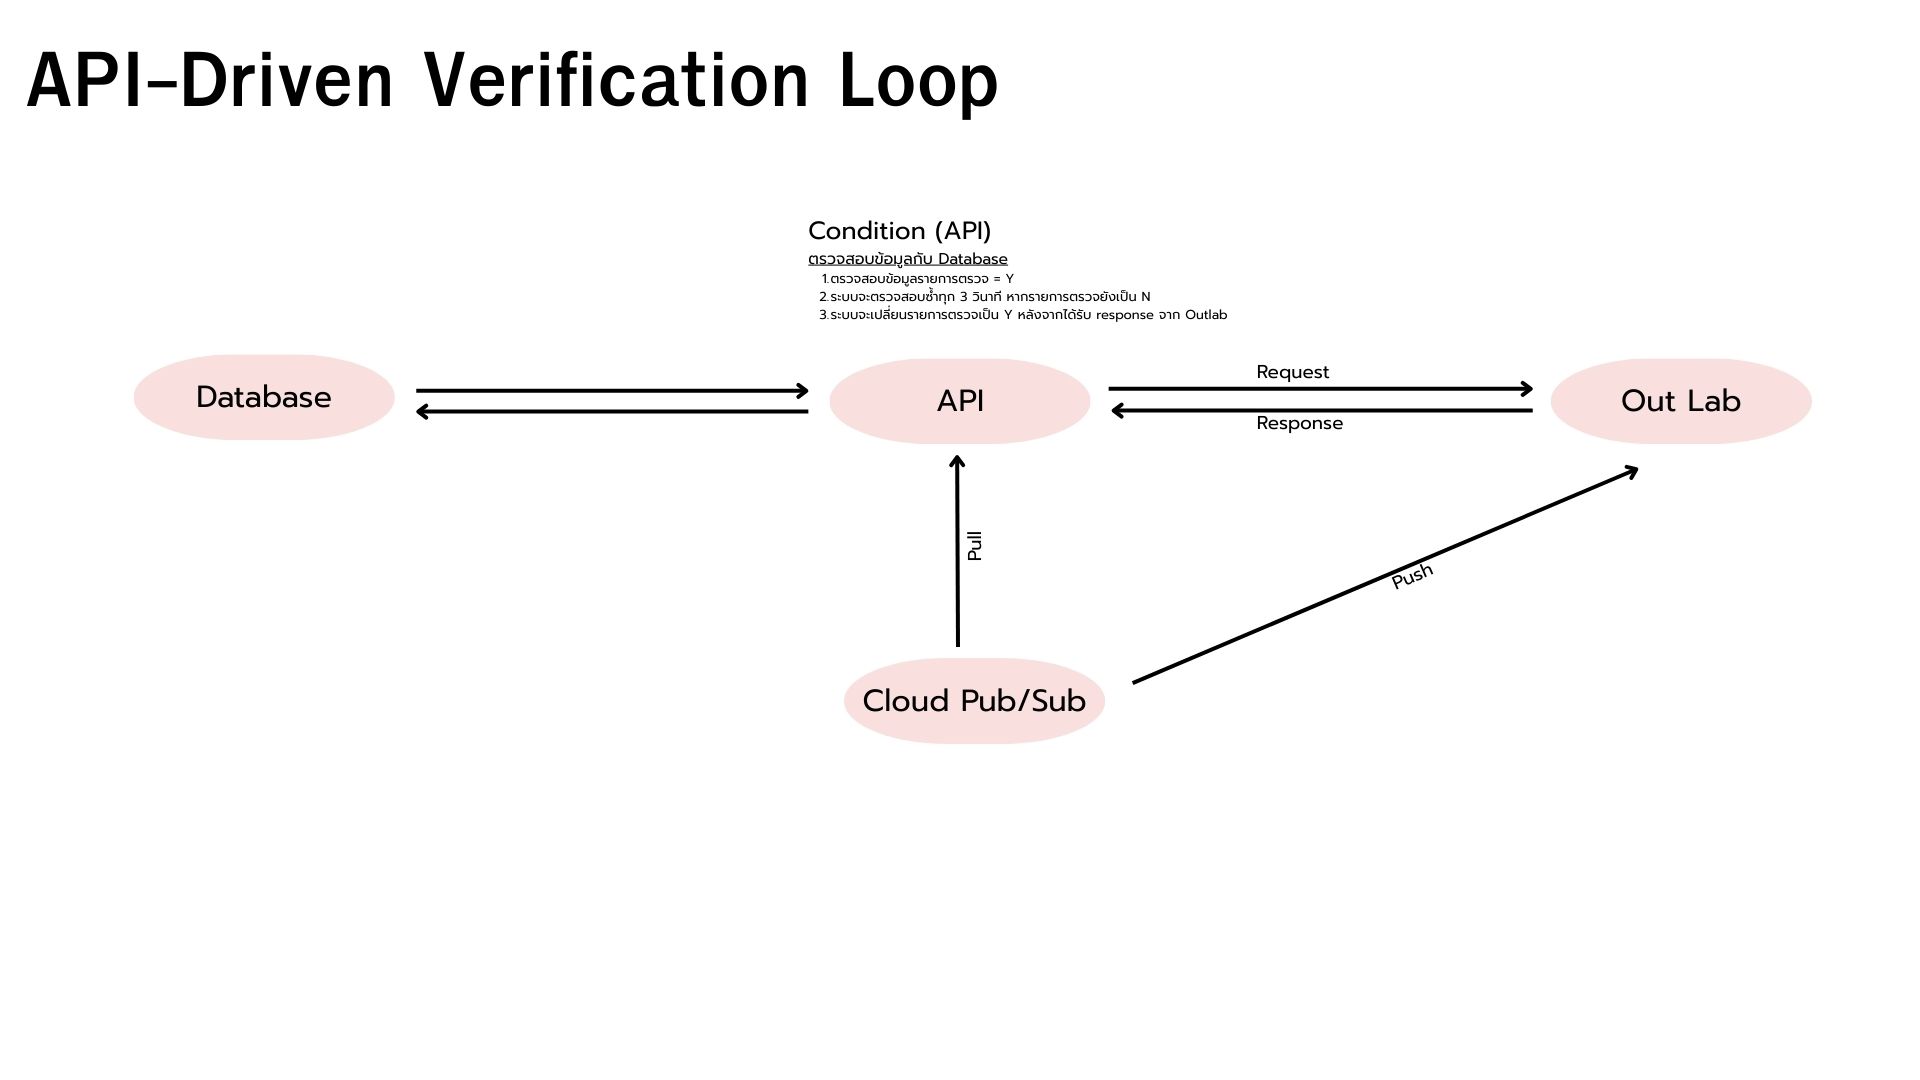 API-Driven Verification Loop
Condition (API)
ตรวจสอบข้อมูลกับ Database
1.ตรวจสอบข้อมูลรายการตรวจ = Y
2.ระบบจะตรวจสอบซ้ำทุก 3 วินาที หากรายการตรวจยังเป็น N
3.ระบบจะเปลี่ยนรายการตรวจเป็น Y หลังจากได้รับ response จาก Outlab
Database
API
Request
Response
Out Lab
Pull
Push
Cloud Pub/Sub